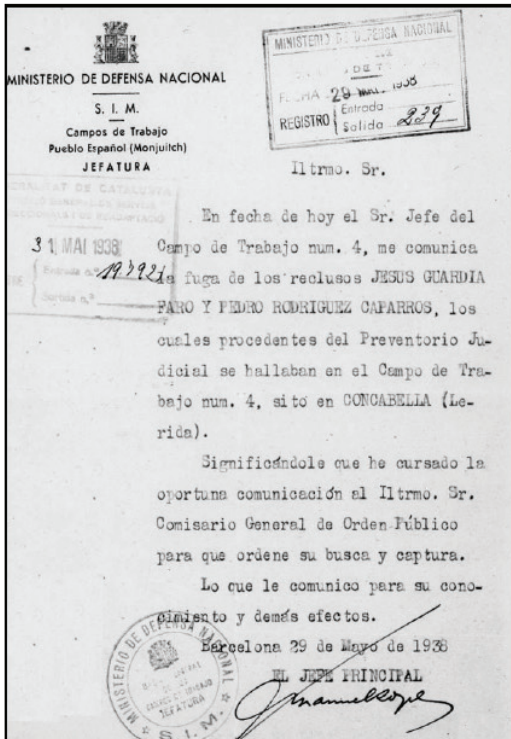 MINISTERIO DE DEFENSA NACIONAL
S. I. M.
Campos de Trabajo
Pueblo Español (Monjuitch)
JEFATURA
MINISTERIO DE DEFENSA NACIONAL
FECHA 29 1938
REGISTRO Entrada
Salida 239
Iltrmo. Sr.
31 MAI 1938
Entrada n.º 19792
Sortida n.º
En fecha de hoy el Sr. Jefe del
Campo de Trabajo num. 4, me comunica
la fuga de los reclusos JESUS GUARDIA
FARO Y PEDRO RODRIGUEZ CAPARROS, los
cuales procedentes del Preventorio Ju-
dicial se hallaban en el Campo de Tra-
bajo num. 4, sito en CONCABELLA (Le-
rida).
Significándole que he cursado la
oportuna comunicación al Iltrmo. Sr.
Comisario General de Orden Público
para que ordene su busca y captura.
Lo que le comunico para su cono-
cimiento y demás efectos.
Barcelona 29 de Mayo de 1938
EL JEFE PRINCIPAL
MINISTERIO DE DEFENSA NACIONAL
JEFATURA
S. I. M.